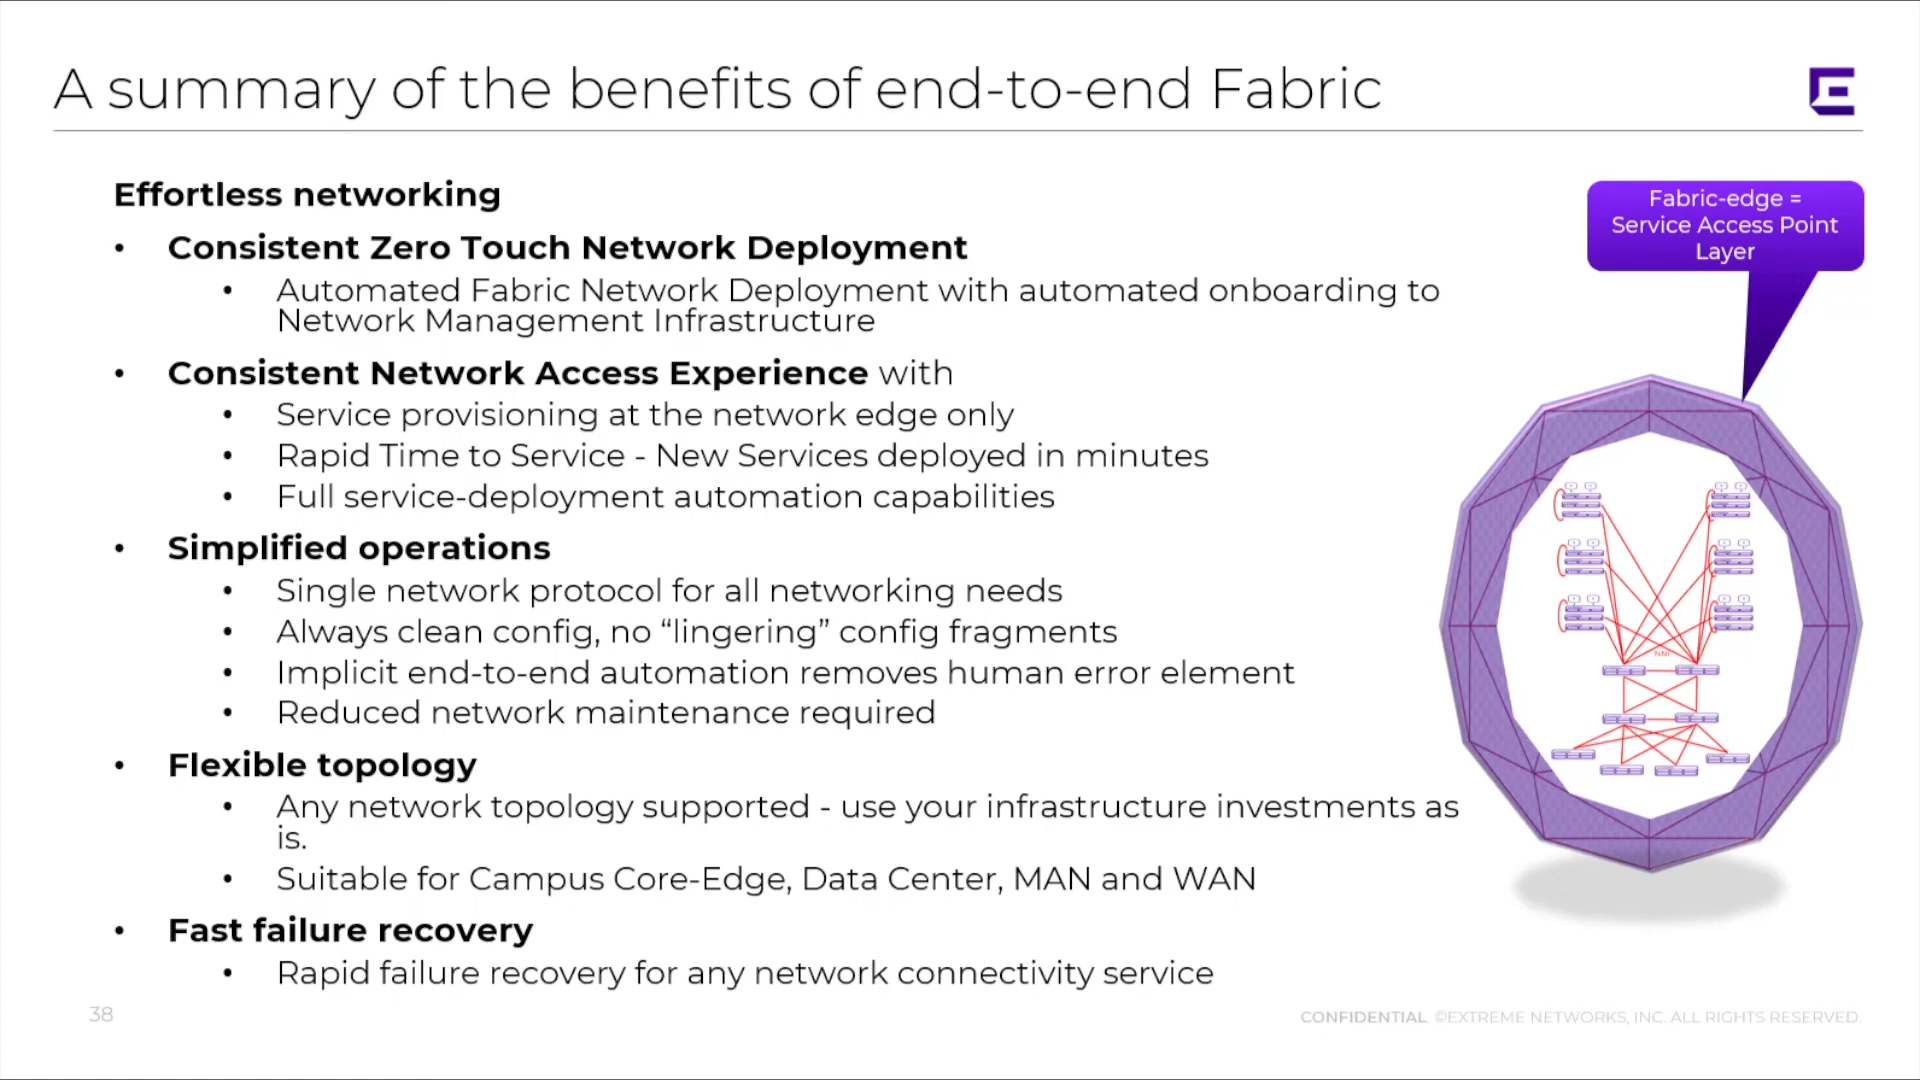 A summary of the benefits of end-to-end Fabric
Effortless networking
• Consistent Zero Touch Network Deployment
• Automated Fabric Network Deployment with automated onboarding to
Network Management Infrastructure
• Consistent Network Access Experience with
• Service provisioning at the network edge only
• Rapid Time to Service - New Services deployed in minutes
• Full service-deployment automation capabilities
• Simplified operations
• Single network protocol for all networking needs
• Always clean config, no “lingering” config fragments
• Implicit end-to-end automation removes human error element
• Reduced network maintenance required
• Flexible topology
• Any network topology supported - use your infrastructure investments as
is.
• Suitable for Campus Core-Edge, Data Center, MAN and WAN
• Fast failure recovery
• Rapid failure recovery for any network connectivity service
Fabric-edge =
Service Access Point
Layer
NNI
38
CONFIDENTIAL. ©EXTREME NETWORKS, INC. ALL RIGHTS RESERVED.